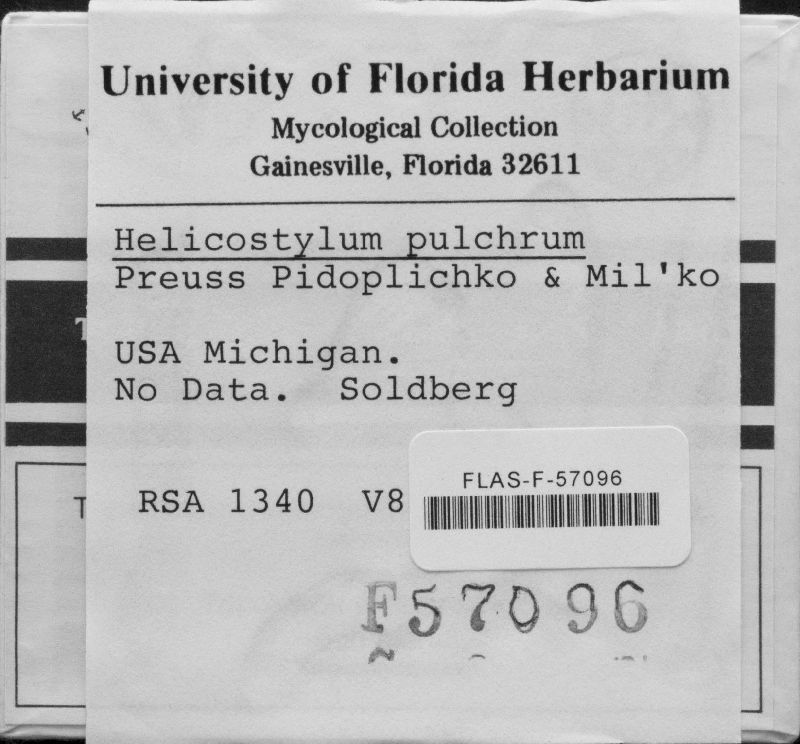 University of Florida Herbarium
Mycological Collection
Gainesville, Florida 32611
Helicostylum pulchrum
Preuss Pidoplichko & Mil'ko
USA Michigan.
No Data. Soldberg
RSA 1340 V8
FLAS-F-57096
F57096